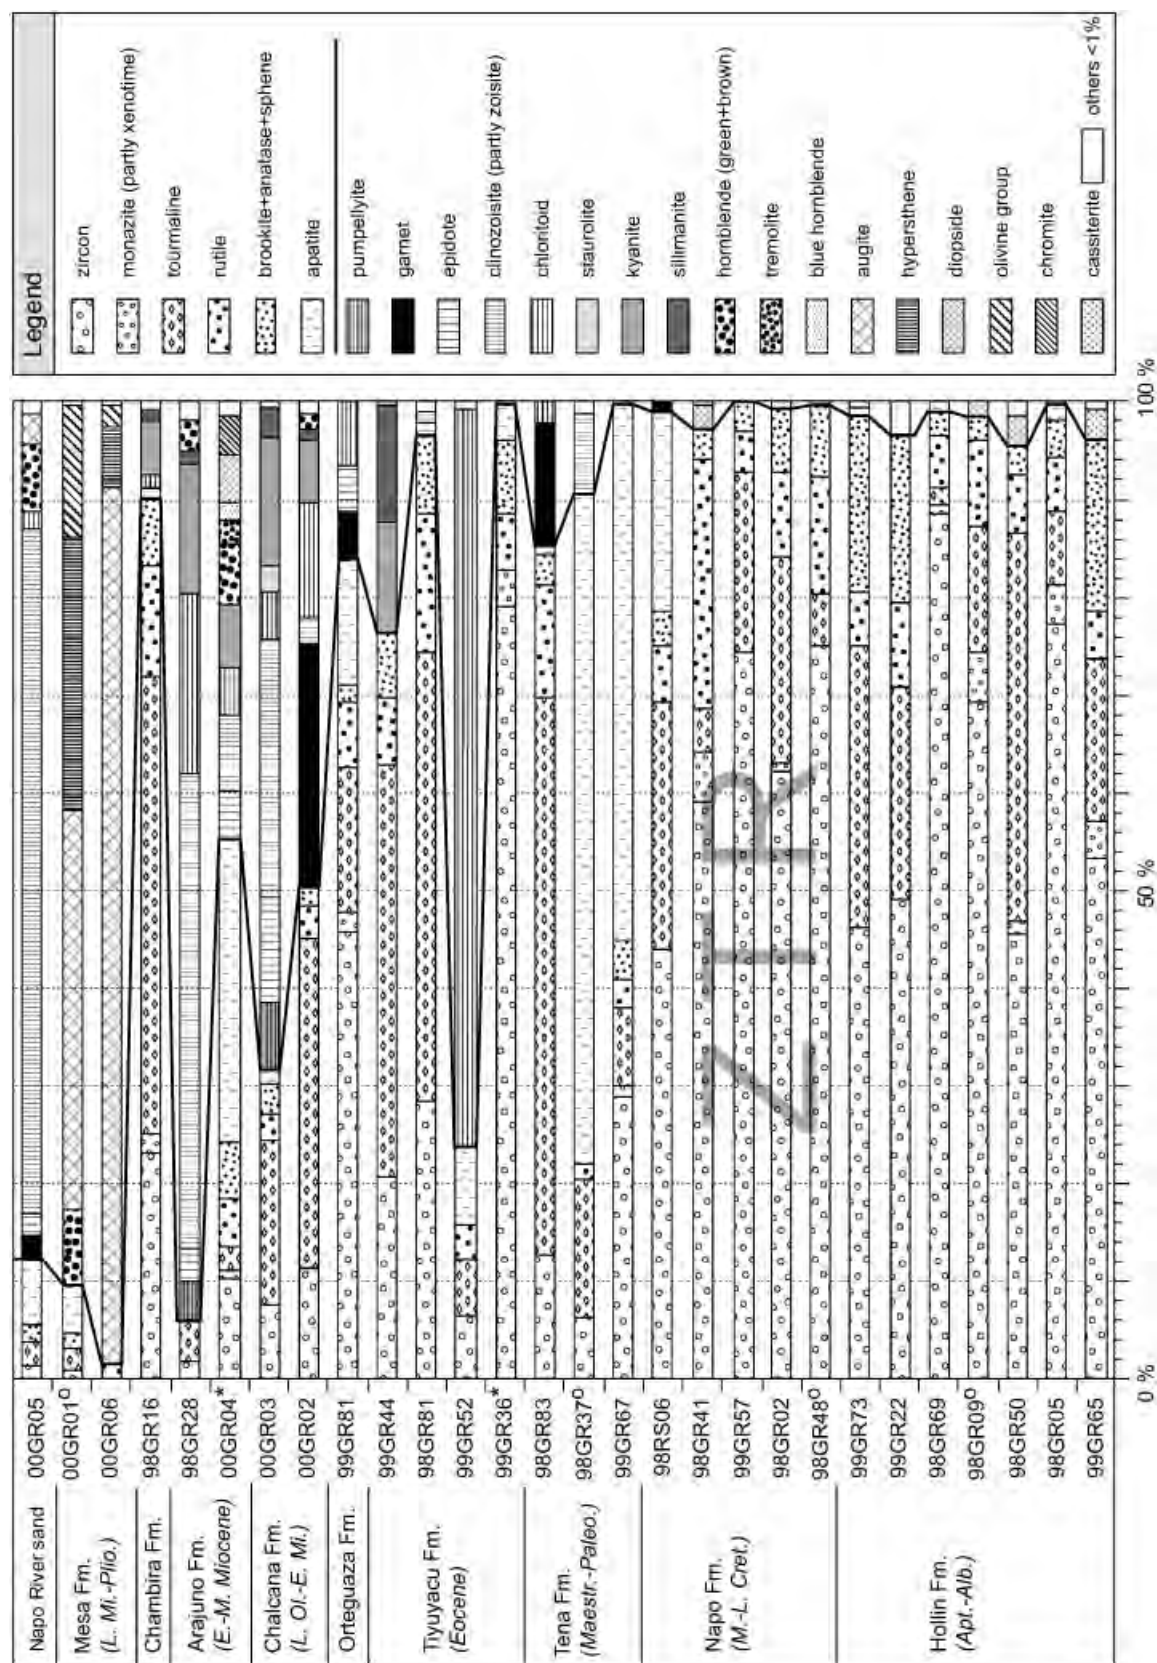 Napo River sand
00GR05
Mesa Fm.
(L. Mi.-Plio.)
00GR01°
00GR06
Chambira Fm.
98GR16
Arajuno Fm.
(E.-M. Miocene)
98GR28
00GR04*
Chalcana Fm.
(L. Ol.-E. Mi.)
00GR03
00GR02
Orteguaza Fm.
99GR81
Tiyuyacu Fm.
(Eocene)
99GR44
98GR81
99GR52
99GR36*
Tena Fm.
(Maestr.-Paleo.)
98GR83
98GR37°
99GR67
Napo Fm.
(M.-L. Cret.)
98RS06
98GR41
99GR57
98GR02
98GR48°
Hollin Fm.
(Apt.-Alb.)
99GR73
99GR22
98GR69
98GR09°
98GR50
98GR05
99GR65
0 %
50 %
100 %
Z T R
Legend
zircon
monazite (partly xenotime)
tourmaline
rutile
brookite+anatase+sphene
apatite
pumpellyite
garnet
epidote
clinozoisite (partly zoisite)
chloritoid
staurolite
kyanite
sillimanite
hornblende (green+brown)
tremolite
blue hornblende
augite
hypersthene
diopside
olivine group
chromite
cassiterite
others <1%